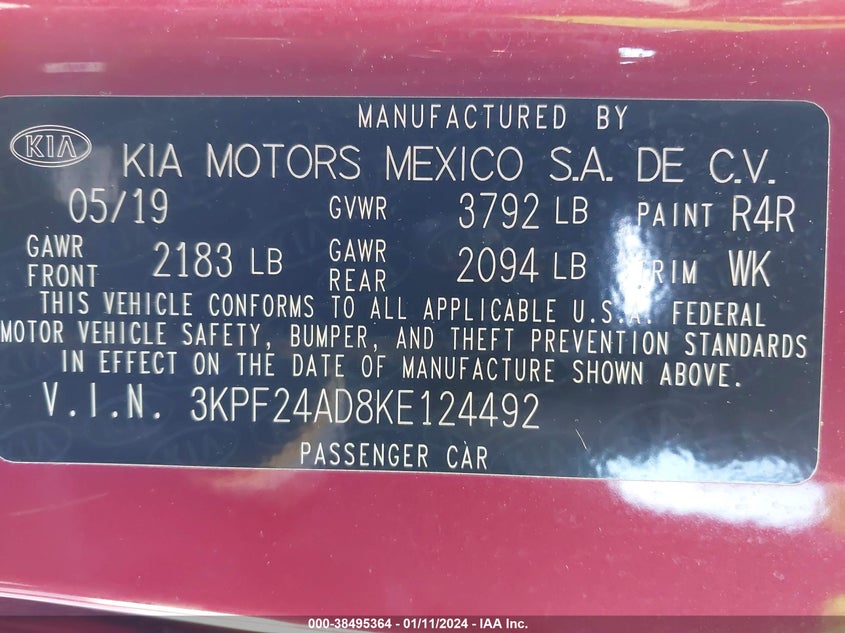 MANUFACTURED BY
KIA KIA MOTORS MEXICO S.A. DE C.V.
05/19 GVWR 3792 LB PAINT R4R
GAWR FRONT 2183 LB GAWR REAR 2094 LB TRIM WK
THIS VEHICLE CONFORMS TO ALL APPLICABLE U.S.A. FEDERAL
MOTOR VEHICLE SAFETY, BUMPER, AND THEFT PREVENTION STANDARDS
IN EFFECT ON THE DATE OF MANUFACTURE SHOWN ABOVE.
V.I.N. 3KPF24AD8KE124492
PASSENGER CAR
000-38495364 - 01/11/2024 - IAA Inc.